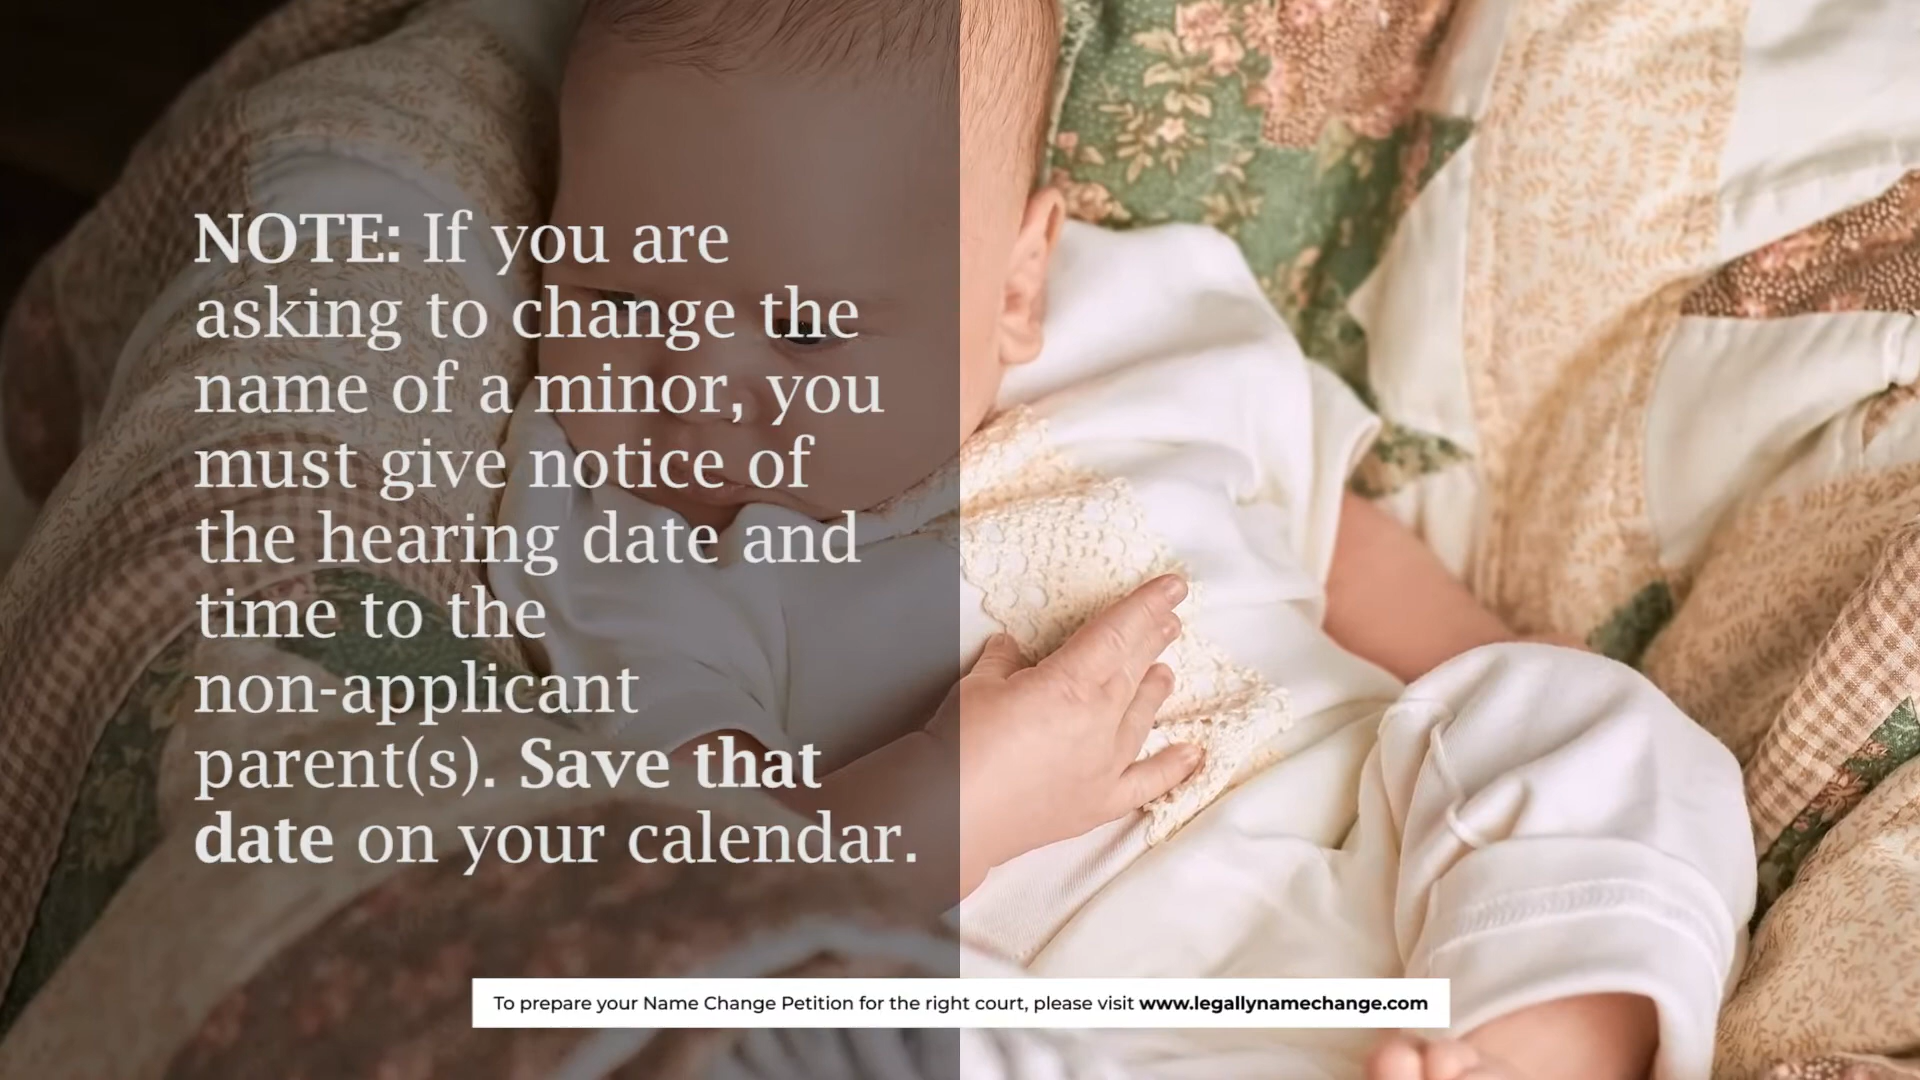 NOTE: If you are
asking to change the
name of a minor, you
must give notice of
the hearing date and
time to the
non-applicant
parent(s). Save that
date on your calendar.
To prepare your Name Change Petition for the right court, please visit www.legallynamechange.com